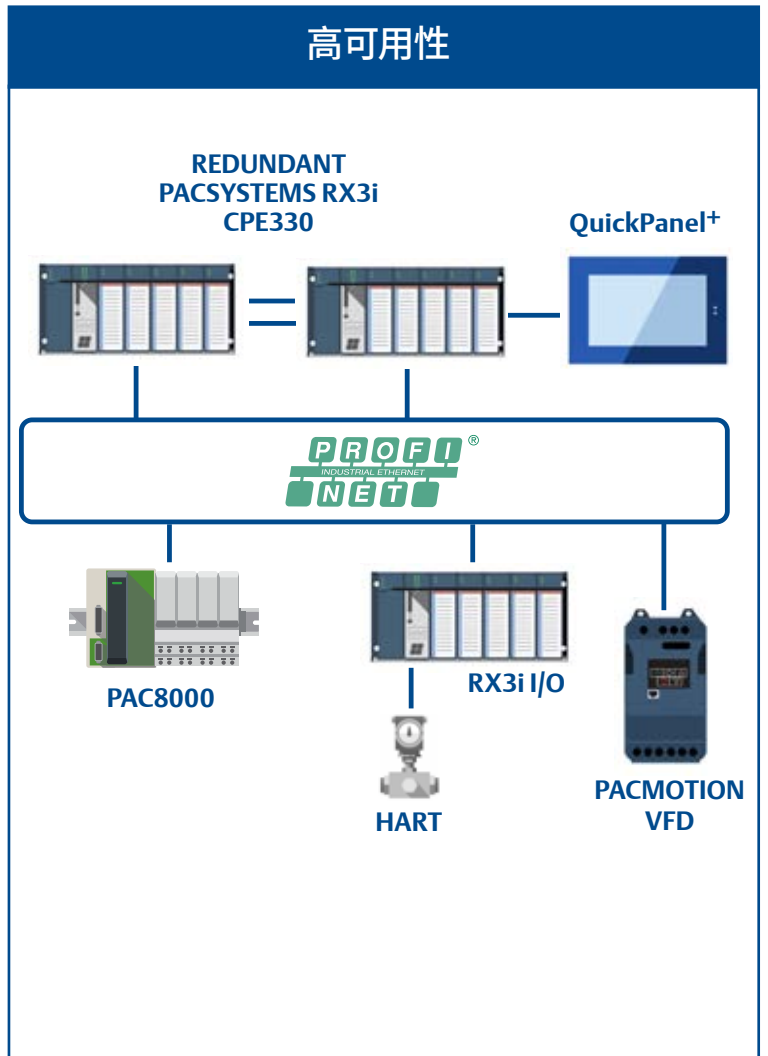 高可用性
REDUNDANT
PACSYSTEMS RX3i
CPE330
QuickPanel+
PROFI®
INDUSTRIAL ETHERNET
NET
PAC8000
RX3i I/O
HART
PACMOTION
VFD